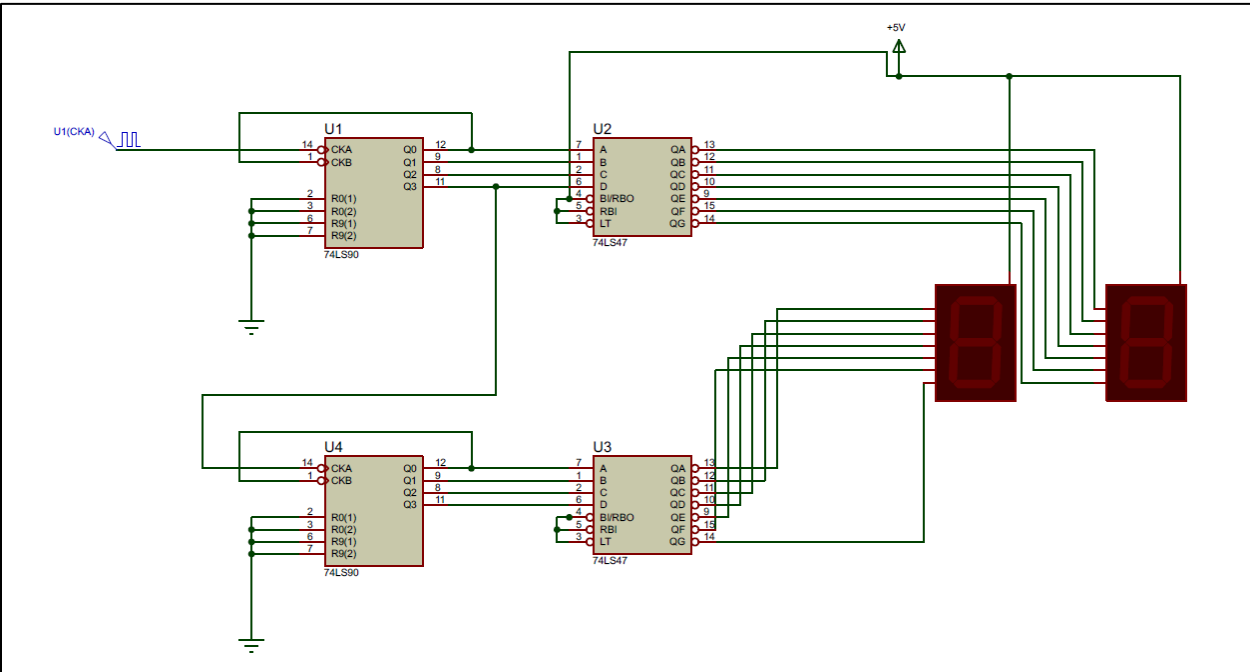 +5V
U1(CKA)
U1
14 CKA Q0 12
1 CKB Q1 9
Q2 8
Q3 11
2 R0(1)
3 R0(2)
6 R9(1)
7 R9(2)
74LS90
U2
7 A QA 13
1 B QB 12
2 C QC 11
6 D QD 10
4 BI/RBO QE 9
5 RBI QF 15
3 LT QG 14
74LS47
U4
14 CKA Q0 12
1 CKB Q1 9
Q2 8
Q3 11
2 R0(1)
3 R0(2)
6 R9(1)
7 R9(2)
74LS90
U3
7 A QA 13
1 B QB 12
2 C QC 11
6 D QD 10
4 BI/RBO QE 9
5 RBI QF 15
3 LT QG 14
74LS47